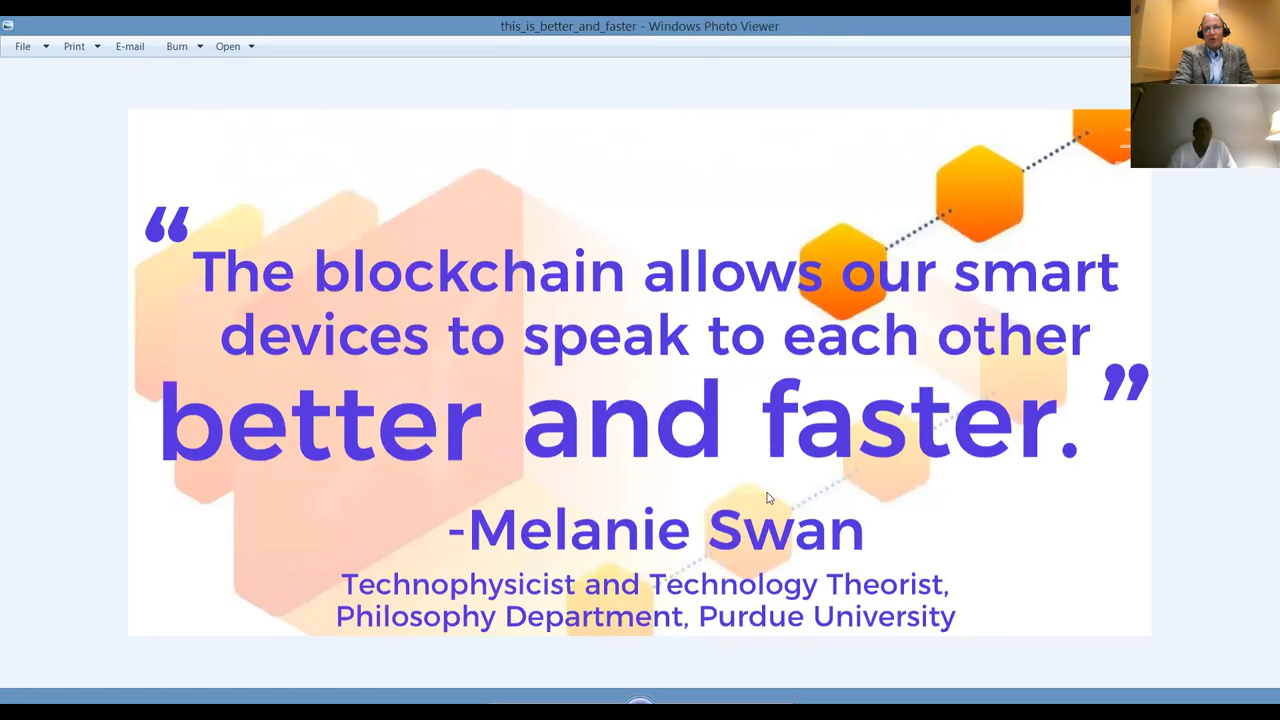 this_is_better_and_faster - Windows Photo Viewer
File Print E-mail Burn Open
“The blockchain allows our smart
devices to speak to each other
better and faster.”
-Melanie Swan
Technophysicist and Technology Theorist,
Philosophy Department, Purdue University